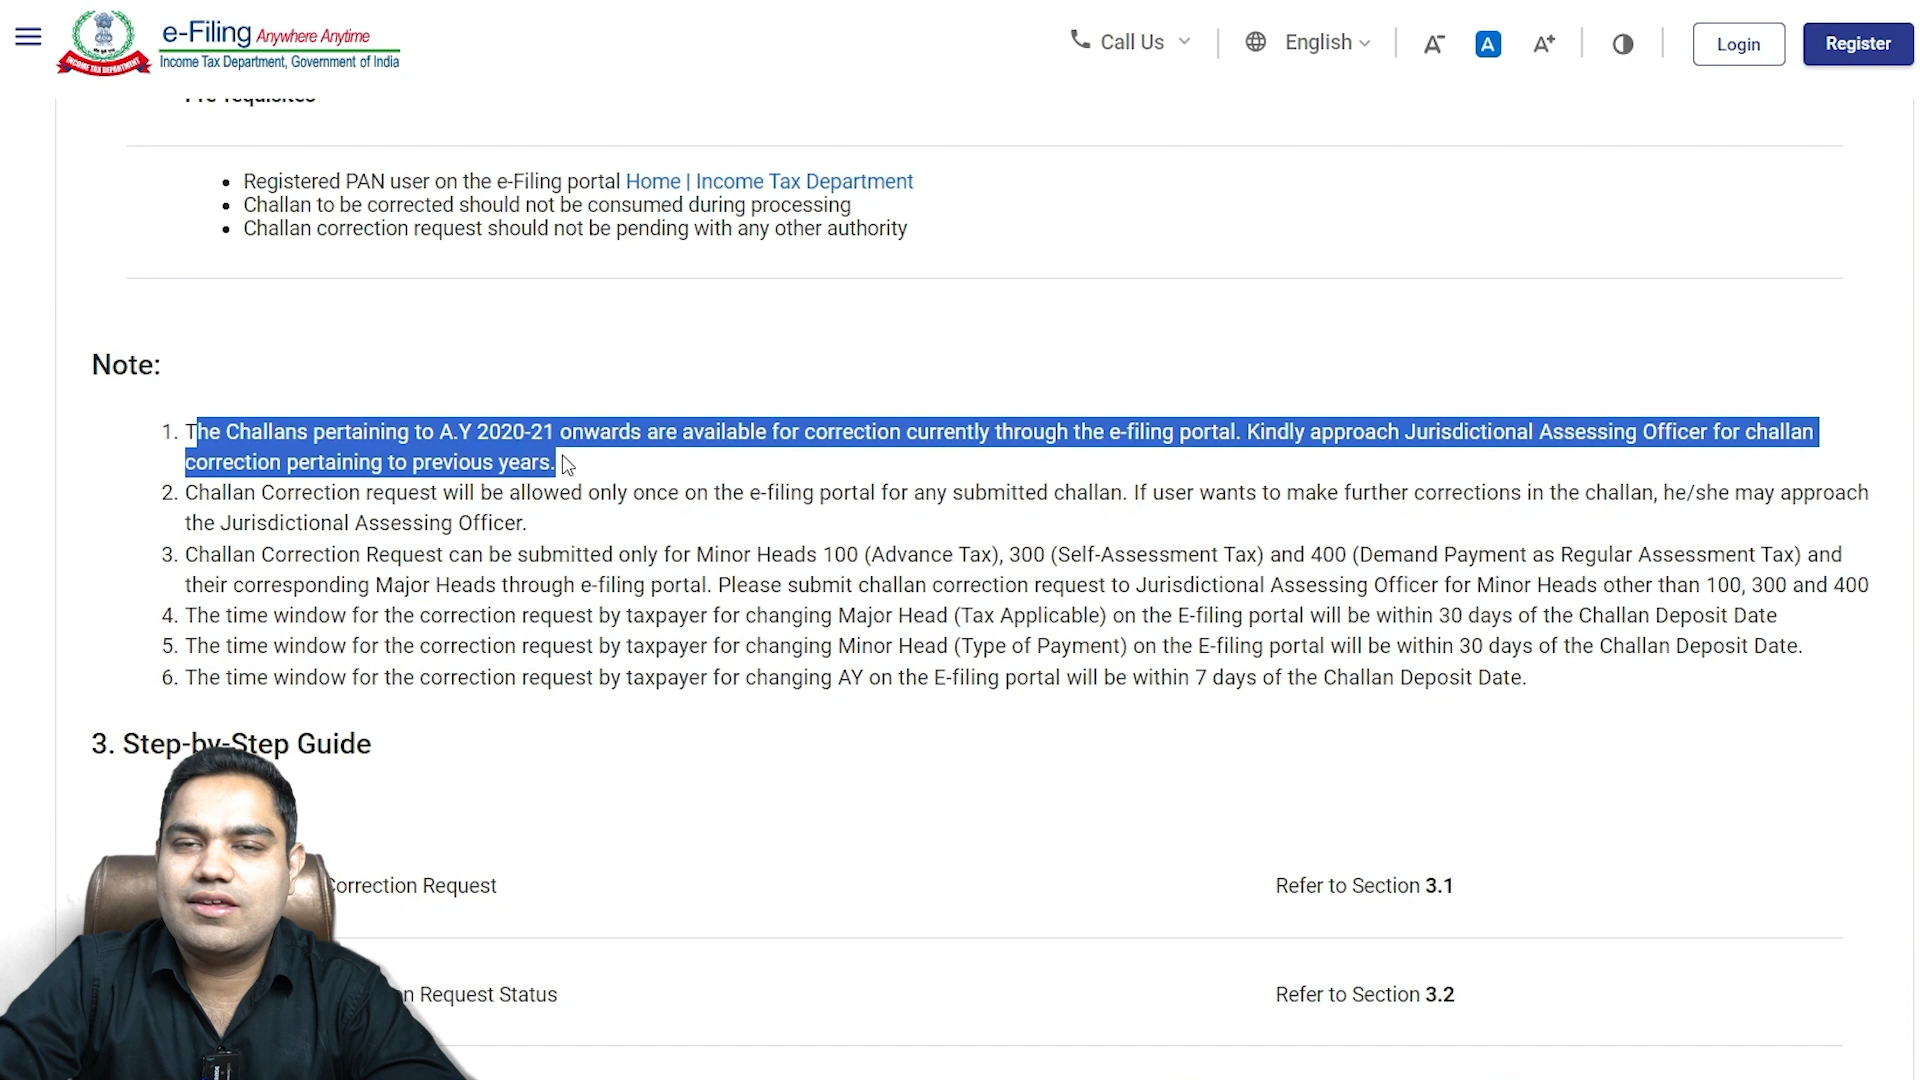 e-Filing Anywhere Anytime
Income Tax Department, Government of India
INCOME TAX DEPARTMENT
Call Us
English
A-
A
A+
Login
Register
Pre-requisites
Registered PAN user on the e-Filing portal Home | Income Tax Department
Challan to be corrected should not be consumed during processing
Challan correction request should not be pending with any other authority
Note:
1. The Challans pertaining to A.Y 2020-21 onwards are available for correction currently through the e-filing portal. Kindly approach Jurisdictional Assessing Officer for challan
correction pertaining to previous years.
2. Challan Correction request will be allowed only once on the e-filing portal for any submitted challan. If user wants to make further corrections in the challan, he/she may approach
the Jurisdictional Assessing Officer.
3. Challan Correction Request can be submitted only for Minor Heads 100 (Advance Tax), 300 (Self-Assessment Tax) and 400 (Demand Payment as Regular Assessment Tax) and
their corresponding Major Heads through e-filing portal. Please submit challan correction request to Jurisdictional Assessing Officer for Minor Heads other than 100, 300 and 400
4. The time window for the correction request by taxpayer for changing Major Head (Tax Applicable) on the E-filing portal will be within 30 days of the Challan Deposit Date
5. The time window for the correction request by taxpayer for changing Minor Head (Type of Payment) on the E-filing portal will be within 30 days of the Challan Deposit Date.
6. The time window for the correction request by taxpayer for changing AY on the E-filing portal will be within 7 days of the Challan Deposit Date.
3. Step-by-Step Guide
Correction Request Refer to Section 3.1
n Request Status Refer to Section 3.2